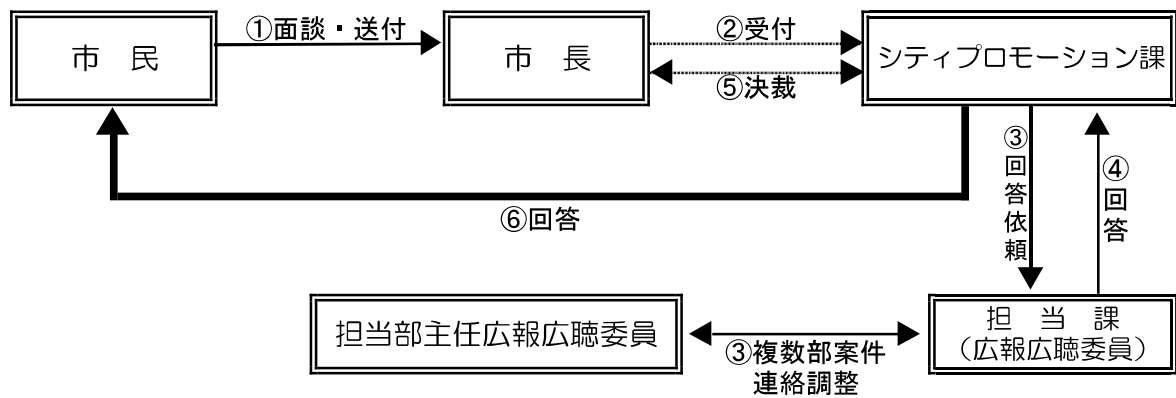 ①面談・送付
市　民
市　長
②受付
⑤決裁
シティプロモーション課
③回答依頼
④回答
⑥回答
担当部主任広報広聴委員
③複数部案件
連絡調整
担　当　課
（広報広聴委員）